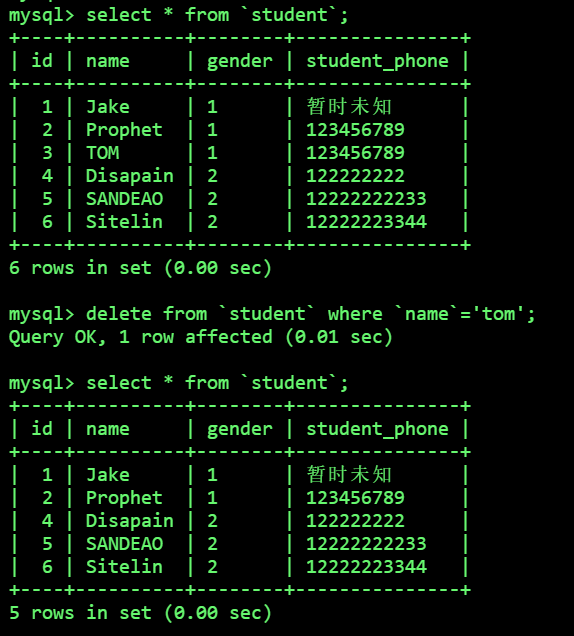 mysql> select * from `student`;
+----+----------+--------+---------------+
| id | name     | gender | student_phone |
+----+----------+--------+---------------+
|  1 | Jake     | 1      | 暂时未知      |
|  2 | Prophet  | 1      | 123456789     |
|  3 | TOM      | 1      | 123456789     |
|  4 | Disapain | 2      | 122222222     |
|  5 | SANDEAO  | 2      | 12222222233   |
|  6 | Sitelin  | 2      | 12222223344   |
+----+----------+--------+---------------+
6 rows in set (0.00 sec)
mysql> delete from `student` where `name`='tom';
Query OK, 1 row affected (0.01 sec)
mysql> select * from `student`;
+----+----------+--------+---------------+
| id | name     | gender | student_phone |
+----+----------+--------+---------------+
|  1 | Jake     | 1      | 暂时未知      |
|  2 | Prophet  | 1      | 123456789     |
|  4 | Disapain | 2      | 122222222     |
|  5 | SANDEAO  | 2      | 12222222233   |
|  6 | Sitelin  | 2      | 12222223344   |
+----+----------+--------+---------------+
5 rows in set (0.00 sec)